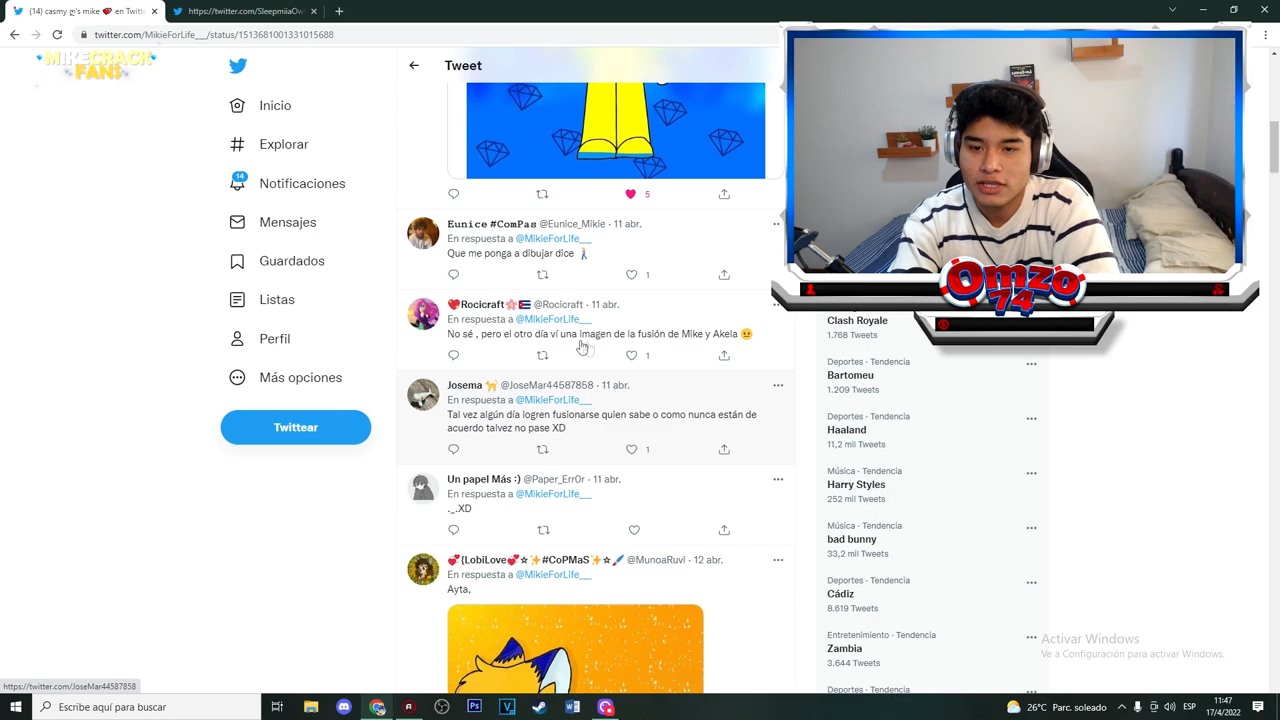 (14) casmy ღ's mike 💝 en Twitt
https://twitter.com/SleepmiiaOw
twitter.com/MikieForLife___/status/1513681001331015688
MIKECRACK
FANS
Inicio
Explorar
14
Notificaciones
Mensajes
Guardados
Listas
Perfil
Más opciones
Twittear
Tweet
5
Eunice #ComPas @Eunice_Mikie · 11 abr.
En respuesta a @MikieForLife___
Que me ponga a dibujar dice 🚶
1
❤️Rocicraft🌸🇨🇺 @Rocicraft · 11 abr.
En respuesta a @MikieForLife___
No sé , pero el otro día ví una imagen de la fusión de Mike y Akela 😐
1
Josema 🐈 @JoseMar44587858 · 11 abr.
En respuesta a @MikieForLife___
Tal vez algún día logren fusionarse quien sabe o como nunca están de
acuerdo talvez no pase XD
1
Un papel Más :) @Paper_Err0r · 11 abr.
En respuesta a @MikieForLife___
._.XD
💞{LobiLove💞☆✨#CoPMaS✨☆🖌️ @MunoaRuvi · 12 abr.
En respuesta a @MikieForLife___
Ayta,
Omzo
74
Clash Royale
1.768 Tweets
Deportes · Tendencia
Bartomeu
1.209 Tweets
Deportes · Tendencia
Haaland
11,2 mil Tweets
Música · Tendencia
Harry Styles
252 mil Tweets
Música · Tendencia
bad bunny
33,2 mil Tweets
Deportes · Tendencia
Cádiz
8.619 Tweets
Entretenimiento · Tendencia
Zambia
3.644 Tweets
Deportes · Tendencia
Activar Windows
Ve a Configuración para activar Windows.
https://twitter.com/JoseMar44587858
Escribe aquí para buscar
26°C Parc. soleado
ESP
11:47
17/4/2022